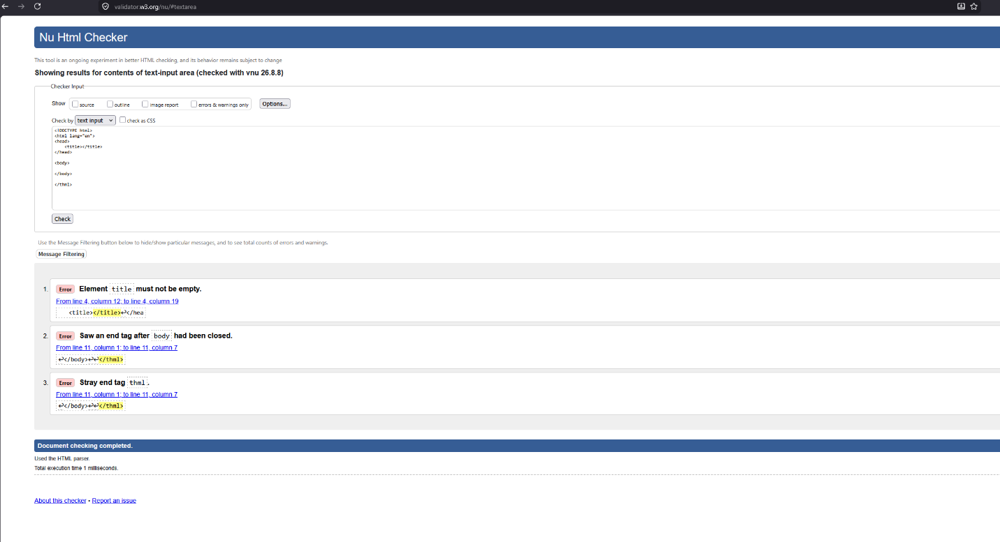 validator.w3.org/nu/#textarea
Nu Html Checker
This tool is an ongoing experiment in better HTML checking, and its behavior remains subject to change
Showing results for contents of text-input area (checked with vnu 26.8.8)
Checker Input
Show source outline image report errors & warnings only Options...
Check by text input check as CSS
<!DOCTYPE html>
<html lang="en">
<head>
    <title></title>
</head>
<body>
</body>
</thml>
Check
Use the Message Filtering button below to hide/show particular messages, and to see total counts of errors and warnings.
Message Filtering
1. Error Element title must not be empty.
From line 4, column 12; to line 4, column 19
<title></title>↩</hea
2. Error Saw an end tag after body had been closed.
From line 11, column 1; to line 11, column 7
↩</body>↩↩</thml>
3. Error Stray end tag thml.
From line 11, column 1; to line 11, column 7
↩</body>↩↩</thml>
Document checking completed.
Used the HTML parser.
Total execution time 1 milliseconds.
About this checker • Report an issue